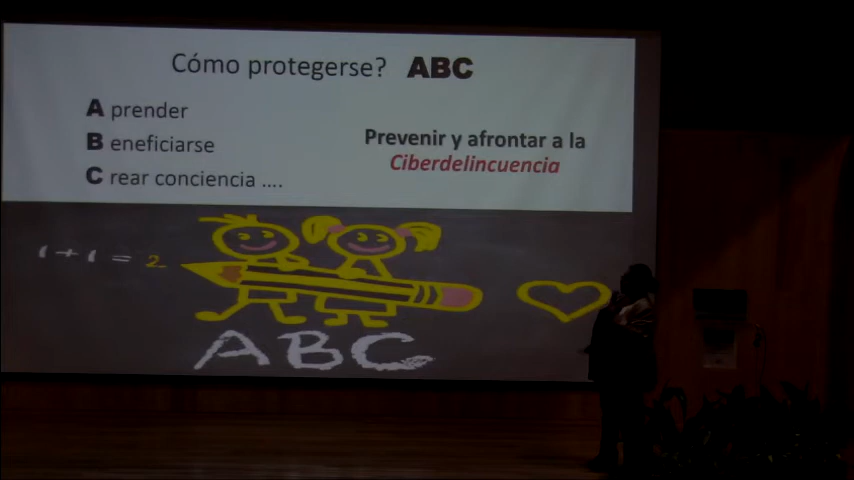 Cómo protegerse? ABC
A prender
B eneficiarse
C rear conciencia ....
Prevenir y afrontar a la
Ciberdelincuencia
1 + 1 = 2
ABC